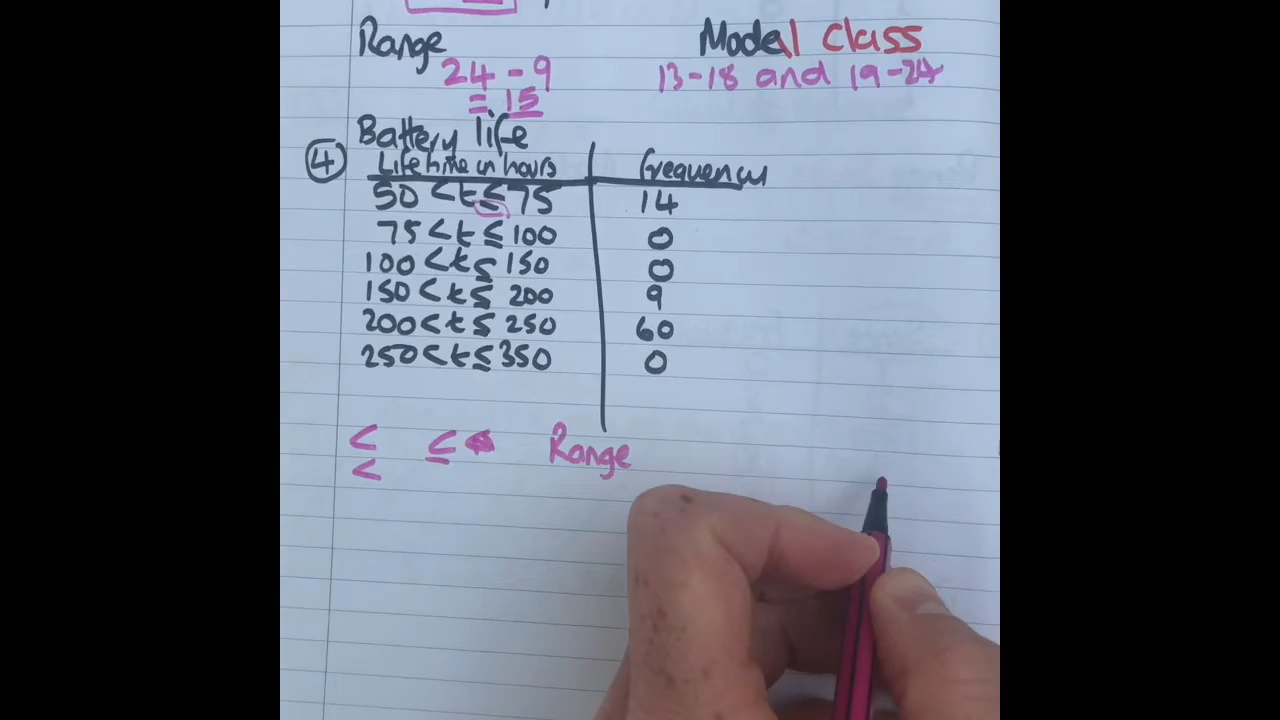 Range
24 - 9
= 15
Modal Class
13-18 and 19-24
Battery life
④ Lifetime in hours frequency
50 < t ≤ 75 14
75 < t ≤ 100 0
100 < t ≤ 150 0
150 < t ≤ 200 9
200 < t ≤ 250 60
250 < t ≤ 350 0
< ≤ Range
<